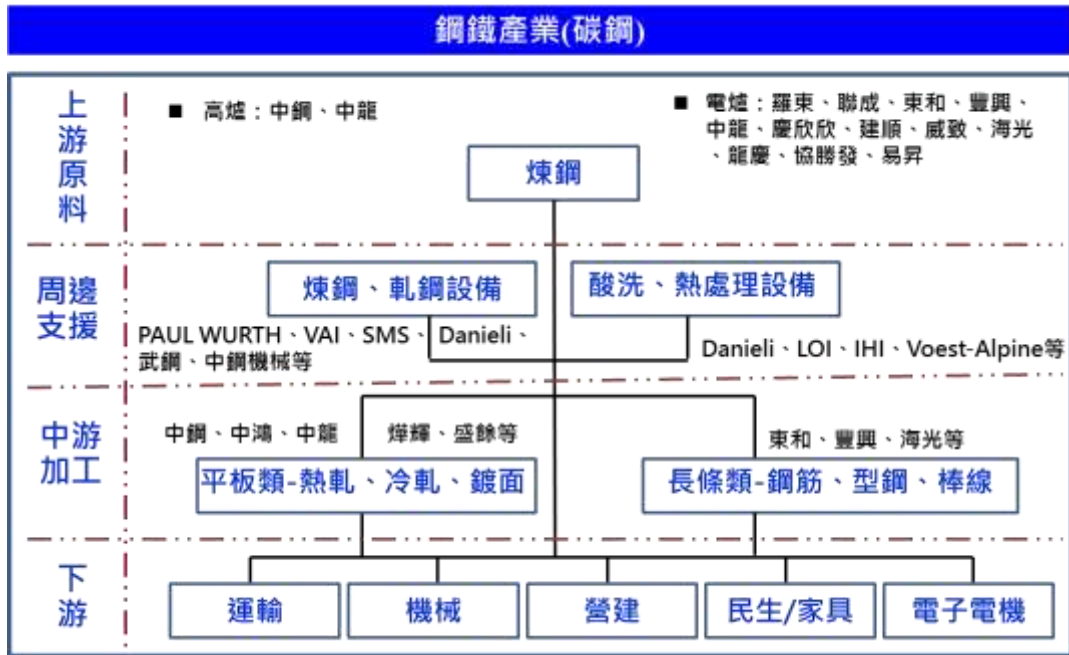 鋼鐵產業(碳鋼)
上游原料
■ 高爐：中鋼、中龍
■ 電爐：羅東、聯成、東和、豐興、
中龍、慶欣欣、建順、威致、海光
、龍慶、協勝發、易昇
煉鋼
周邊
支援
煉鋼、軋鋼設備
酸洗、熱處理設備
PAUL WURTH、VAI、SMS、Danieli、
武鋼、中鋼機械等
Danieli、LOI、IHI、Voest-Alpine等
中游
加工
中鋼、中鴻、中龍
燁輝、盛餘等
東和、豐興、海光等
平板類-熱軋、冷軋、鍍面
長條類-鋼筋、型鋼、棒線
下游
運輸
機械
營建
民生/家具
電子電機